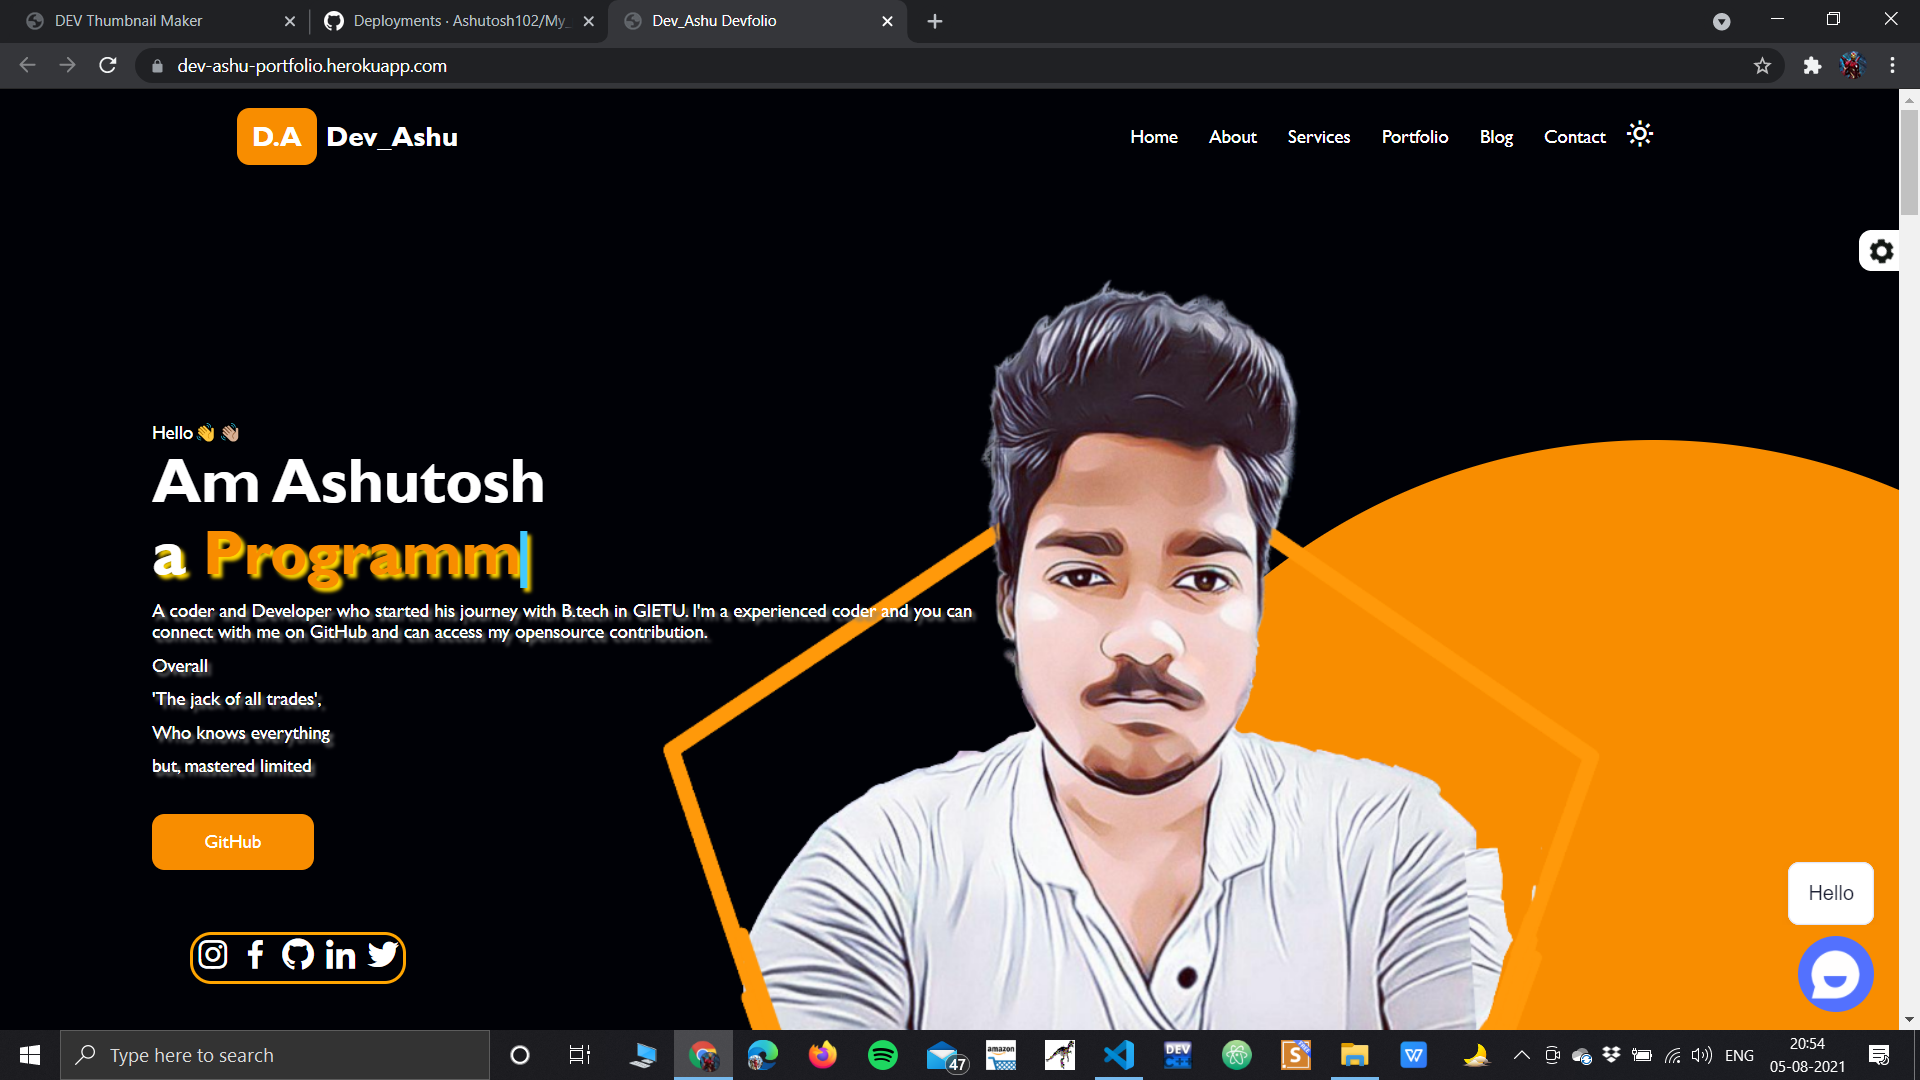 DEV Thumbnail Maker
Deployments · Ashutosh102/My_
Dev_Ashu Devfolio
dev-ashu-portfolio.herokuapp.com
D.A Dev_Ashu
Home About Services Portfolio Blog Contact
Hello👋 👋🏽
Am Ashutosh
a Programm
A coder and Developer who started his journey with B.tech in GIETU. I'm a experienced coder and you can
connect with me on GitHub and can access my opensource contribution.
Overall
'The jack of all trades',
Who knows everything
but, mastered limited
GitHub
Hello
Type here to search
47
amazon
DEV
C++
S
W
ENG
20:54
05-08-2021